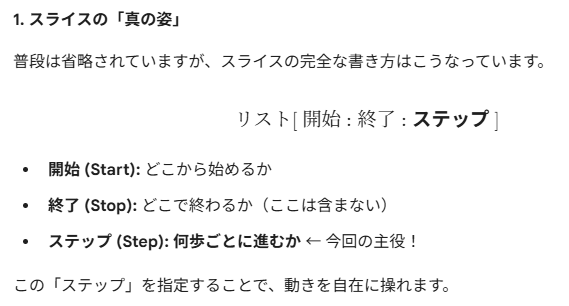 1. スライスの「真の姿」
普段は省略されていますが、スライスの完全な書き方はこうなっています。
リスト[ 開始 : 終了 : ステップ ]
• 開始 (Start): どこから始めるか
• 終了 (Stop): どこで終わるか（ここは含まない）
• ステップ (Step): 何歩ごとに進むか ← 今回の主役！
この「ステップ」を指定することで、動きを自在に操れます。